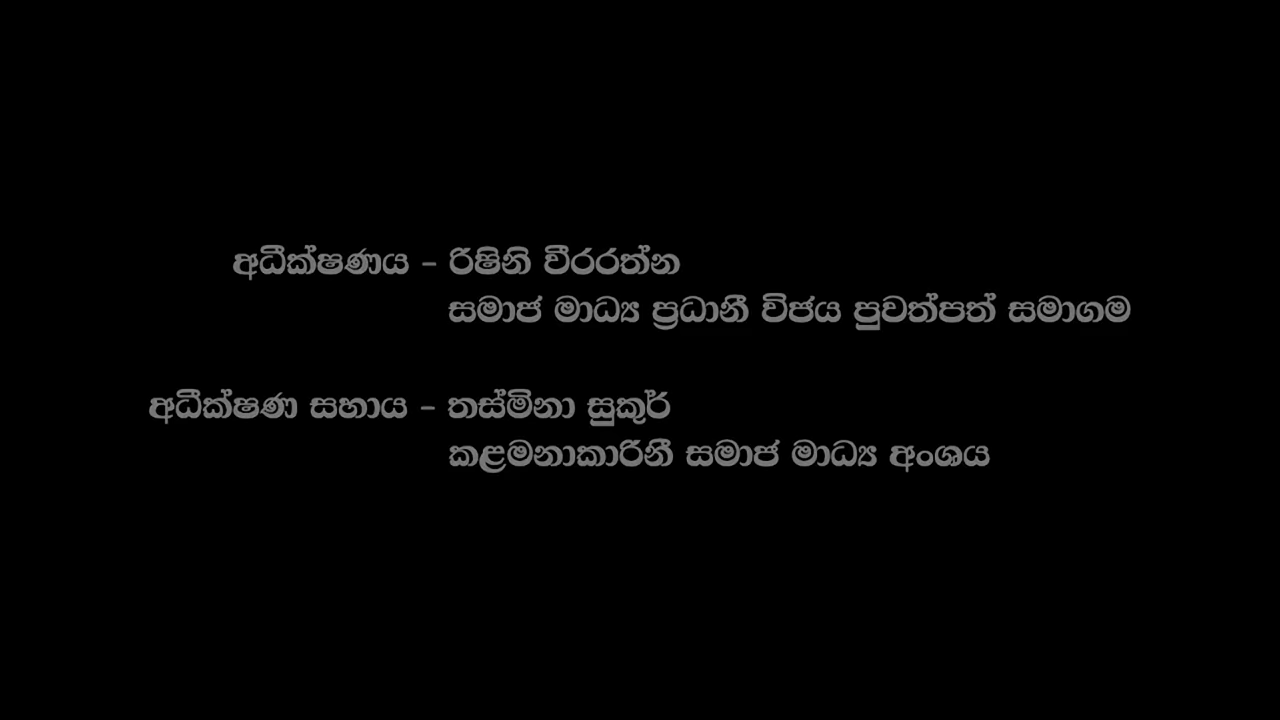 අධීක්ෂණය – රිෂිනි වීරරත්න
සමාජ මාධ්‍ය ප්‍රධානී විජය පුවත්පත් සමාගම
අධීක්ෂණ සහාය – තස්මිනා සුකුර්
කළමනාකාරිනී සමාජ මාධ්‍ය අංශය